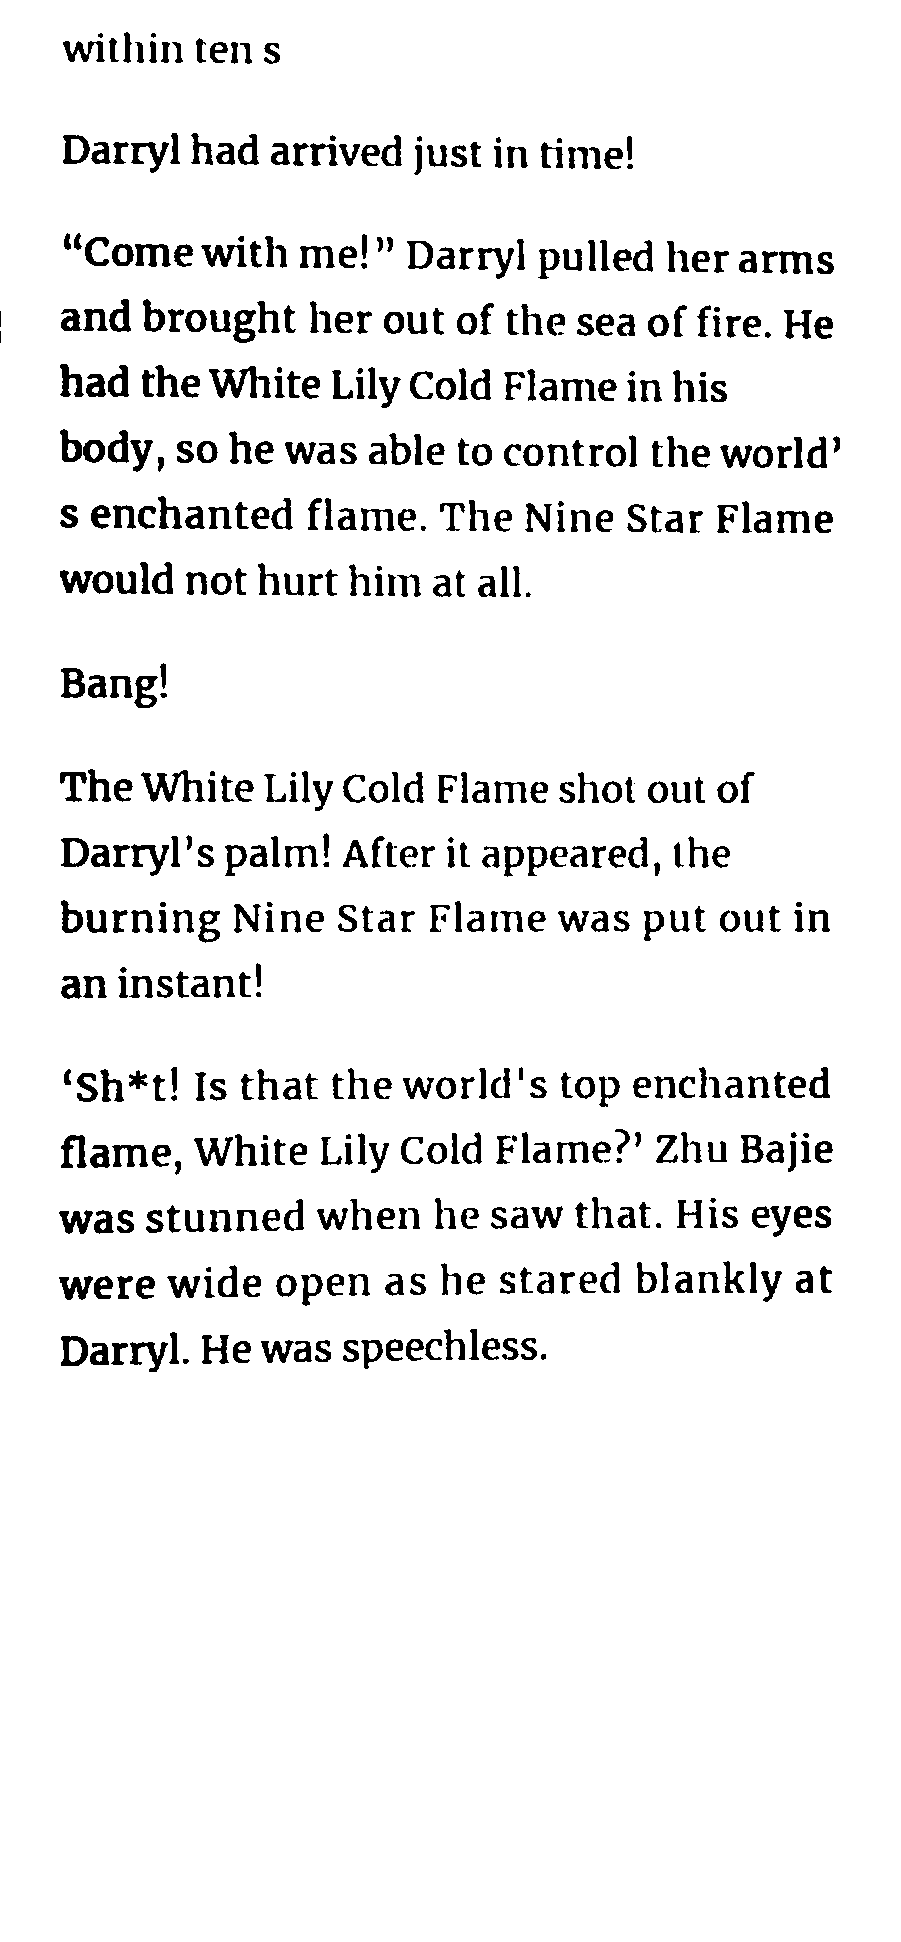 within ten s
Darryl had arrived just in time!
“Come with me!” Darryl pulled her arms
and brought her out of the sea of fire. He
had the White Lily Cold Flame in his
body, so he was able to control the world’
s enchanted flame. The Nine Star Flame
would not hurt him at all.
Bang!
The White Lily Cold Flame shot out of
Darryl's palm! After it appeared, the
burning Nine Star Flame was put out in
an instant!
‘Sh*t! Is that the world's top enchanted
flame, White Lily Cold Flame?’ Zhu Bajie
was stunned when he saw that. His eyes
were wide open as he stared blankly at
Darryl. He was speechless.